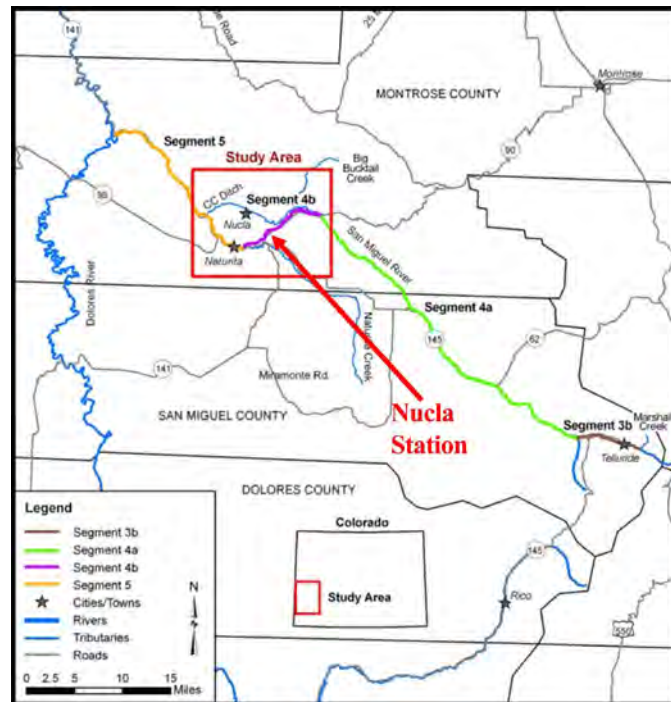 141
25
Road
Montrose
MONTROSE COUNTY
Segment 5
Big
Bucktail
Creek
90
Study Area
CC Ditch
Segment 4b
Nucla
90
San Miguel River
Naturita
Dolores River
Segment 4a
Naturita
Creek
145
62
141
Miramonte Rd.
Nucla
Station
SAN MIGUEL COUNTY
Segment 3b
Marshall
Creek
Telluride
DOLORES COUNTY
Legend
Segment 3b
Segment 4a
Segment 4b
Segment 5
Cities/Towns
Rivers
Tributaries
Roads
N
0 2.5 5 10 15
Miles
Colorado
Study Area
145
Rico
550